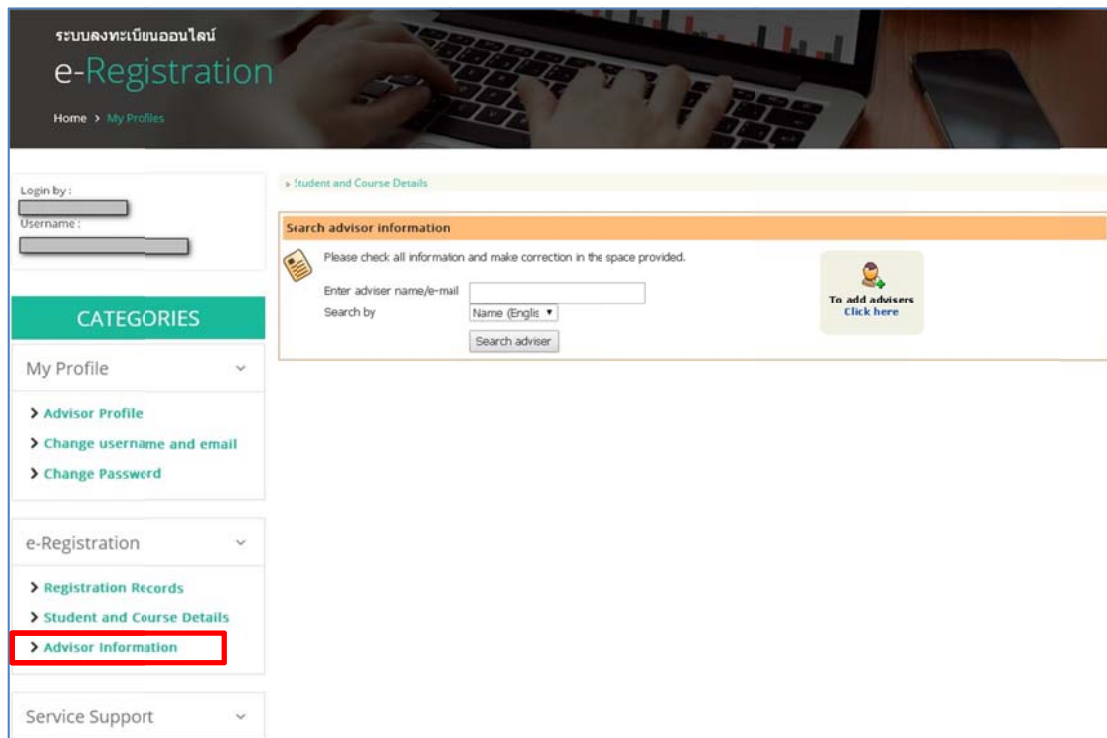 ระบบลงทะเบียนออนไลน์
e-Registration
Home > My Profiles
Login by :
Username :
CATEGORIES
My Profile
Advisor Profile
Change username and email
Change Password
e-Registration
Registration Records
Student and Course Details
Advisor Information
Service Support
» Student and Course Details
Search advisor information
Please check all information and make correction in the space provided.
Enter adviser name/e-mail
Search by Name (Englis
Search adviser
To add advisers
Click here